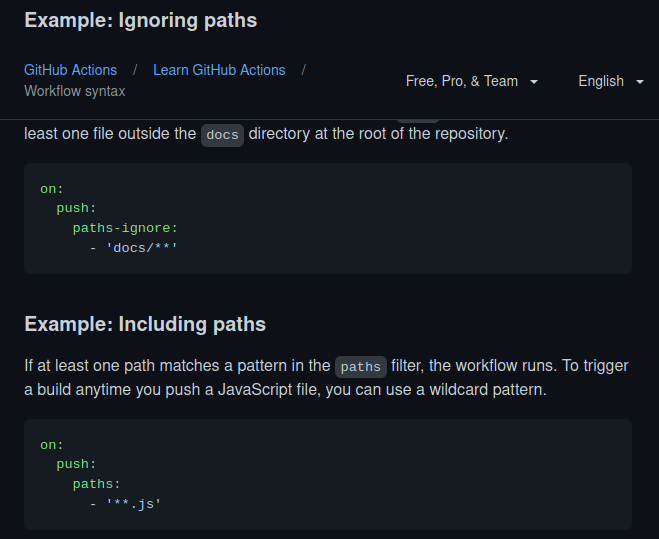 Example: Ignoring paths
GitHub Actions / Learn GitHub Actions /
Workflow syntax
Free, Pro, & Team
English
least one file outside the docs directory at the root of the repository.
on:
  push:
    paths-ignore:
      - 'docs/**'
Example: Including paths
If at least one path matches a pattern in the paths filter, the workflow runs. To trigger
a build anytime you push a JavaScript file, you can use a wildcard pattern.
on:
  push:
    paths:
      - '**.js'